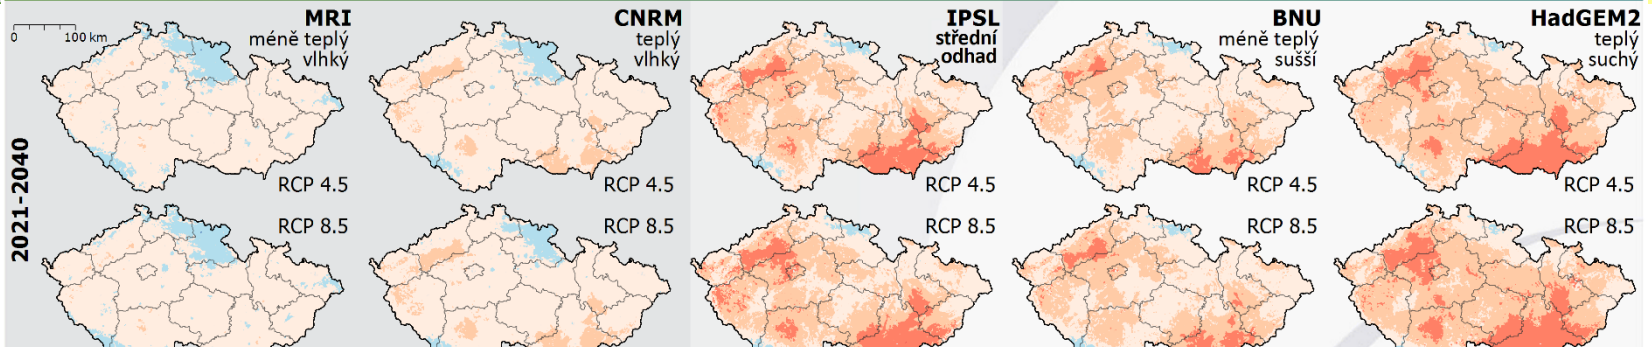 0 100 km
MRI
méně teplý
vlhký
CNRM
teplý
vlhký
IPSL
střední
odhad
BNU
méně teplý
sušší
HadGEM2
teplý
suchý
2021-2040
RCP 4.5
RCP 4.5
RCP 4.5
RCP 4.5
RCP 4.5
RCP 8.5
RCP 8.5
RCP 8.5
RCP 8.5
RCP 8.5